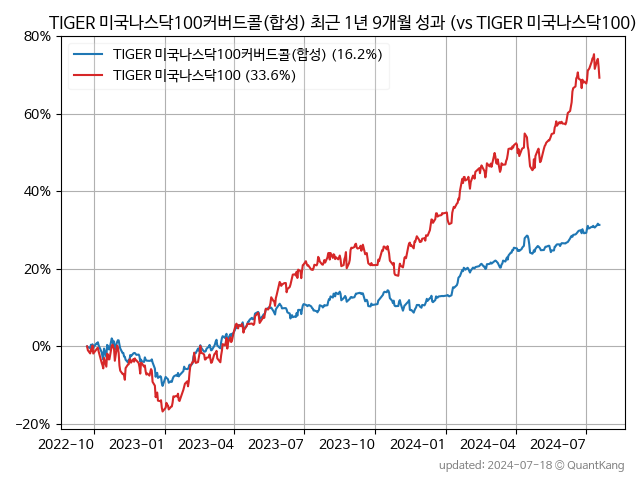 TIGER 미국나스닥100커버드콜(합성) 최근 1년 9개월 성과 (vs TIGER 미국나스닥100)
80%
TIGER 미국나스닥100커버드콜(합성) (16.2%)
TIGER 미국나스닥100 (33.6%)
60%
40%
20%
0%
−20%
2022-10 2023-01 2023-04 2023-07 2023-10 2024-01 2024-04 2024-07
updated: 2024-07-18 © QuantKang